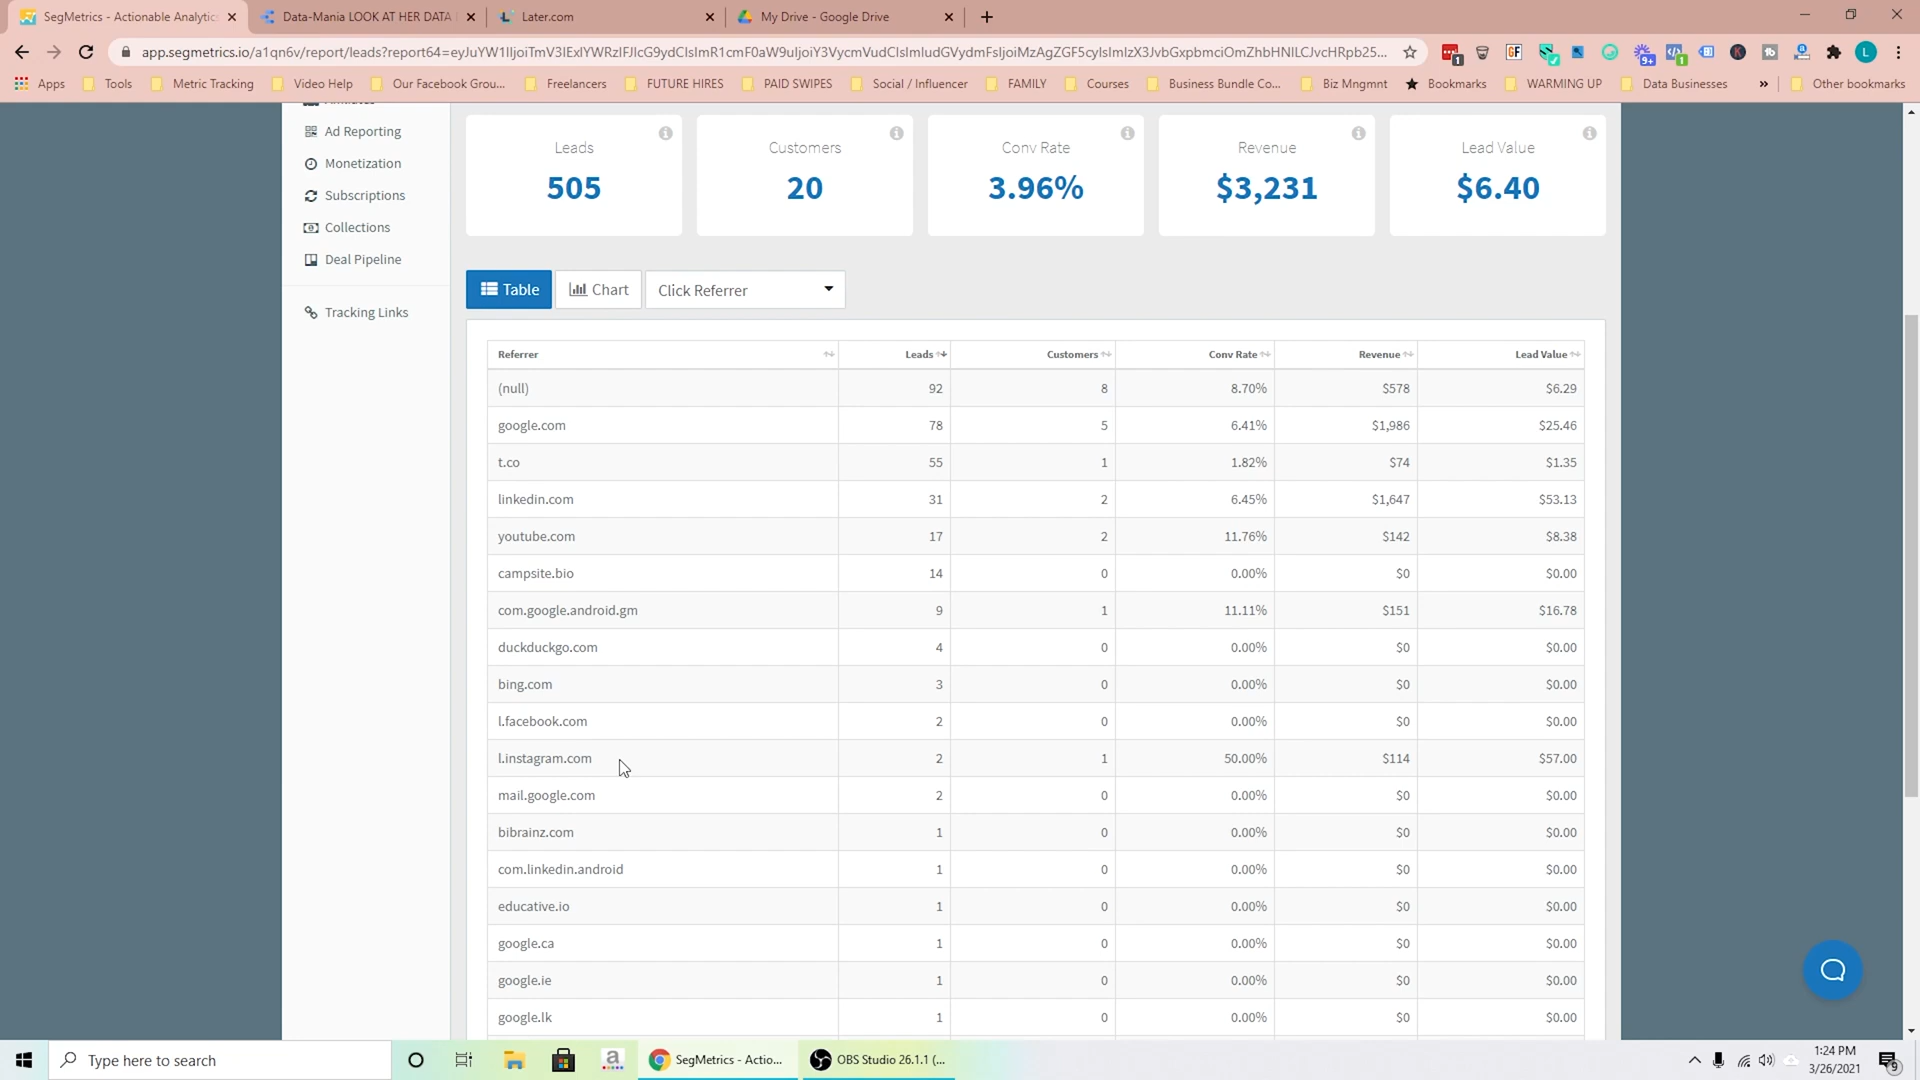 SegMetrics - Actionable Analytics
Data-Mania LOOK AT HER DATA
Later.com
My Drive - Google Drive
app.segmetrics.io/a1qn6v/report/leads?report64=
Apps
Tools
Metric Tracking
Video Help
Our Facebook Grou...
Freelancers
FUTURE HIRES
PAID SWIPES
Social / Influencer
FAMILY
Courses
Business Bundle Co...
Biz Mngmnt
Bookmarks
WARMING UP
Data Businesses
»
Other bookmarks
Ad Reporting
Monetization
Subscriptions
Collections
Deal Pipeline
Tracking Links
Leads
505
Customers
20
Conv Rate
3.96%
Revenue
$3,231
Lead Value
$6.40
Table
Chart
Click Referrer
Referrer Leads Customers Conv Rate Revenue Lead Value
(null) 92 8 8.70% $578 $6.29
google.com 78 5 6.41% $1,986 $25.46
t.co 55 1 1.82% $74 $1.35
linkedin.com 31 2 6.45% $1,647 $53.13
youtube.com 17 2 11.76% $142 $8.38
campsite.bio 14 0 0.00% $0 $0.00
com.google.android.gm 9 1 11.11% $151 $16.78
duckduckgo.com 4 0 0.00% $0 $0.00
bing.com 3 0 0.00% $0 $0.00
l.facebook.com 2 0 0.00% $0 $0.00
l.instagram.com 2 1 50.00% $114 $57.00
mail.google.com 2 0 0.00% $0 $0.00
bibrainz.com 1 0 0.00% $0 $0.00
com.linkedin.android 1 0 0.00% $0 $0.00
educative.io 1 0 0.00% $0 $0.00
google.ca 1 0 0.00% $0 $0.00
google.ie 1 0 0.00% $0 $0.00
google.lk 1 0 0.00% $0 $0.00
Type here to search
SegMetrics - Actio...
OBS Studio 26.1.1 (...
1:24 PM
3/26/2021
9